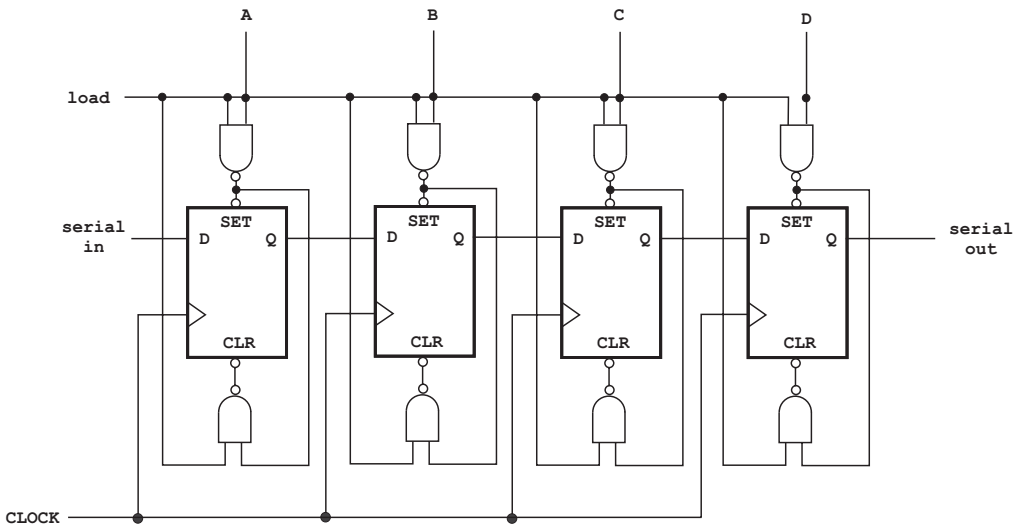 A B C D
load
SET SET SET SET
serial
in
D Q D Q D Q D Q
serial
out
CLR CLR CLR CLR
CLOCK